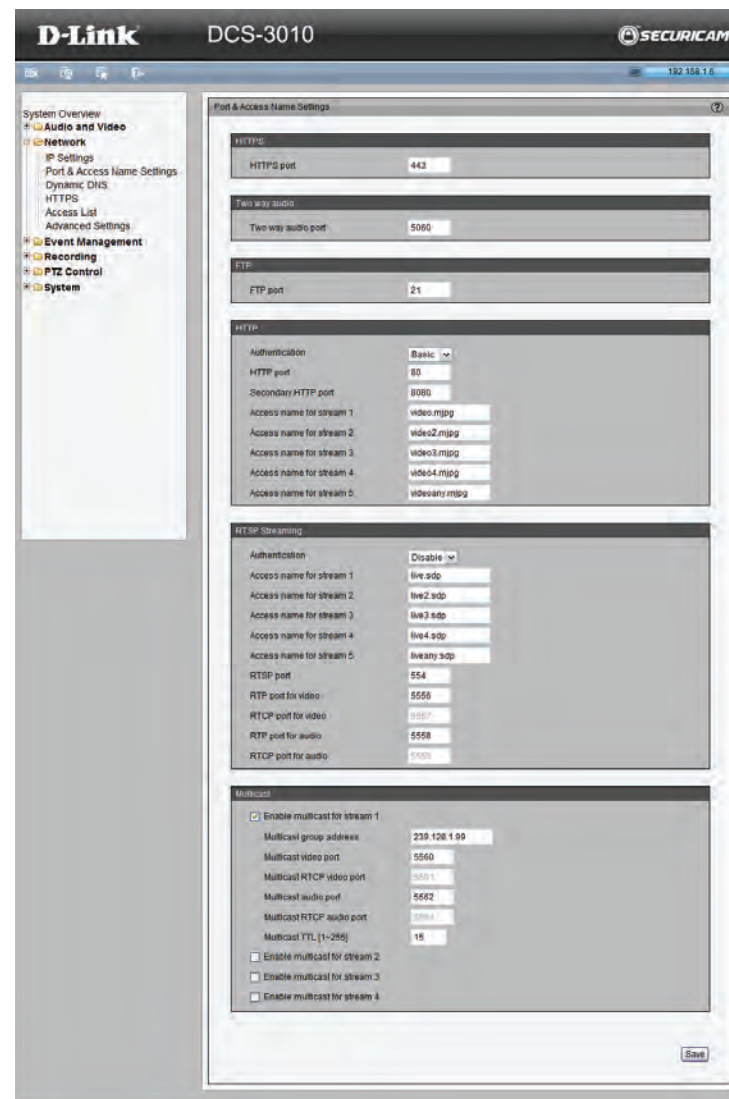 D-Link
DCS-3010
SECURICAM
192.168.1.6
System Overview
Audio and Video
Network
IP Settings
Port & Access Name Settings
Dynamic DNS
HTTPS
Access List
Advanced Settings
Event Management
Recording
PTZ Control
System
Port & Access Name Settings
HTTPS
HTTPS port 443
Two way audio
Two way audio port 5060
FTP
FTP port 21
HTTP
Authentication Basic
HTTP port 80
Secondary HTTP port 8080
Access name for stream 1 video.mjpg
Access name for stream 2 video2.mjpg
Access name for stream 3 video3.mjpg
Access name for stream 4 video4.mjpg
Access name for stream 5 videoany.mjpg
RTSP Streaming
Authentication Disable
Access name for stream 1 live.sdp
Access name for stream 2 live2.sdp
Access name for stream 3 live3.sdp
Access name for stream 4 live4.sdp
Access name for stream 5 liveany.sdp
RTSP port 554
RTP port for video 5556
RTCP port for video
RTP port for audio 5558
RTCP port for audio
Multicast
Enable multicast for stream 1
Multicast group address 239.128.1.99
Multicast video port 5560
Multicast RTCP video port
Multicast audio port 5562
Multicast RTCP audio port
Multicast TTL [1~255] 15
Enable multicast for stream 2
Enable multicast for stream 3
Enable multicast for stream 4
Save